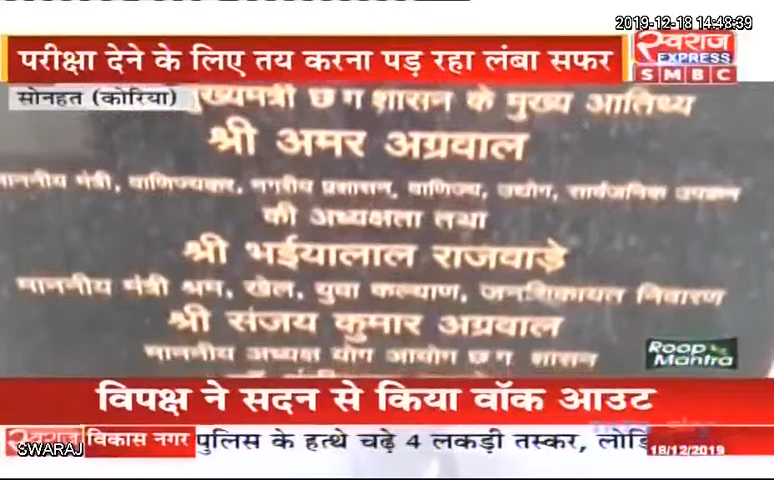 2019-12-18 14:48:39
परीक्षा देने के लिए तय करना पड़ रहा लंबा सफर
स्वराज
EXPRESS
SMBC
सोनहत (कोरिया)
मुख्यमंत्री छ ग शासन के मुख्य आतिथ्य
श्री अमर अग्रवाल
माननीय मंत्री, वाणिज्यकर, नगरीय प्रशासन, वाणिज्य, उद्योग, सार्वजनिक उपक्रम
की अध्यक्षता तथा
श्री भईयालाल राजवाड़े
माननीय मंत्री श्रम, खेल, युवा कल्याण, जनशिकायत निवारण
श्री संजय कुमार अग्रवाल
माननीय अध्यक्ष योग आयोग छ ग शासन
Roop Mantra
विपक्ष ने सदन से किया वॉक आउट
स्वराज विकास नगर पुलिस के हत्थे चढ़े 4 लकड़ी तस्कर,
SWARAJ
18/12/2019